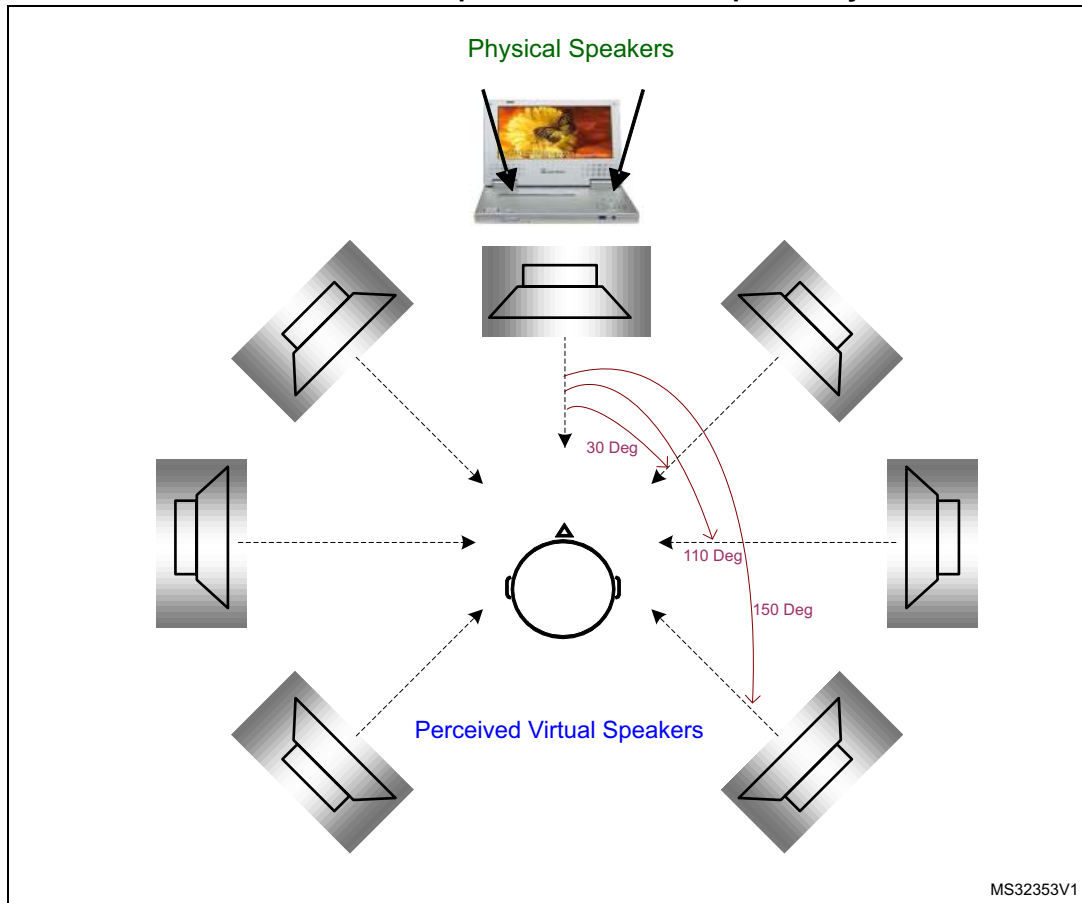 Physical Speakers
30 Deg
110 Deg
150 Deg
Perceived Virtual Speakers
MS32353V1